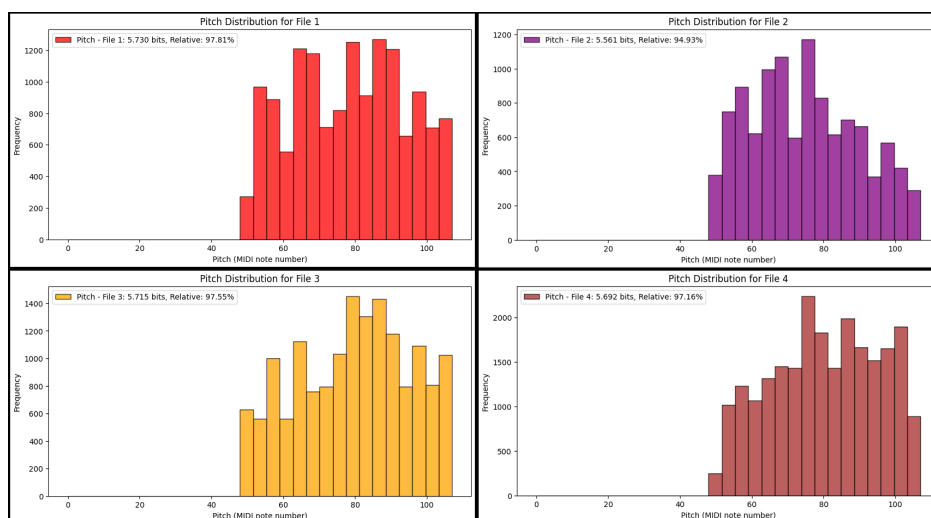 Pitch Distribution for File 1
Pitch - File 1: 5.730 bits, Relative: 97.81%
Frequency
1200
1000
800
600
400
200
0
0 20 40 60 80 100
Pitch (MIDI note number)
Pitch Distribution for File 2
Pitch - File 2: 5.561 bits, Relative: 94.93%
Frequency
1200
1000
800
600
400
200
0
0 20 40 60 80 100
Pitch (MIDI note number)
Pitch Distribution for File 3
Pitch - File 3: 5.715 bits, Relative: 97.55%
Frequency
1400
1200
1000
800
600
400
200
0
0 20 40 60 80 100
Pitch (MIDI note number)
Pitch Distribution for File 4
Pitch - File 4: 5.692 bits, Relative: 97.16%
Frequency
2000
1500
1000
500
0
0 20 40 60 80 100
Pitch (MIDI note number)